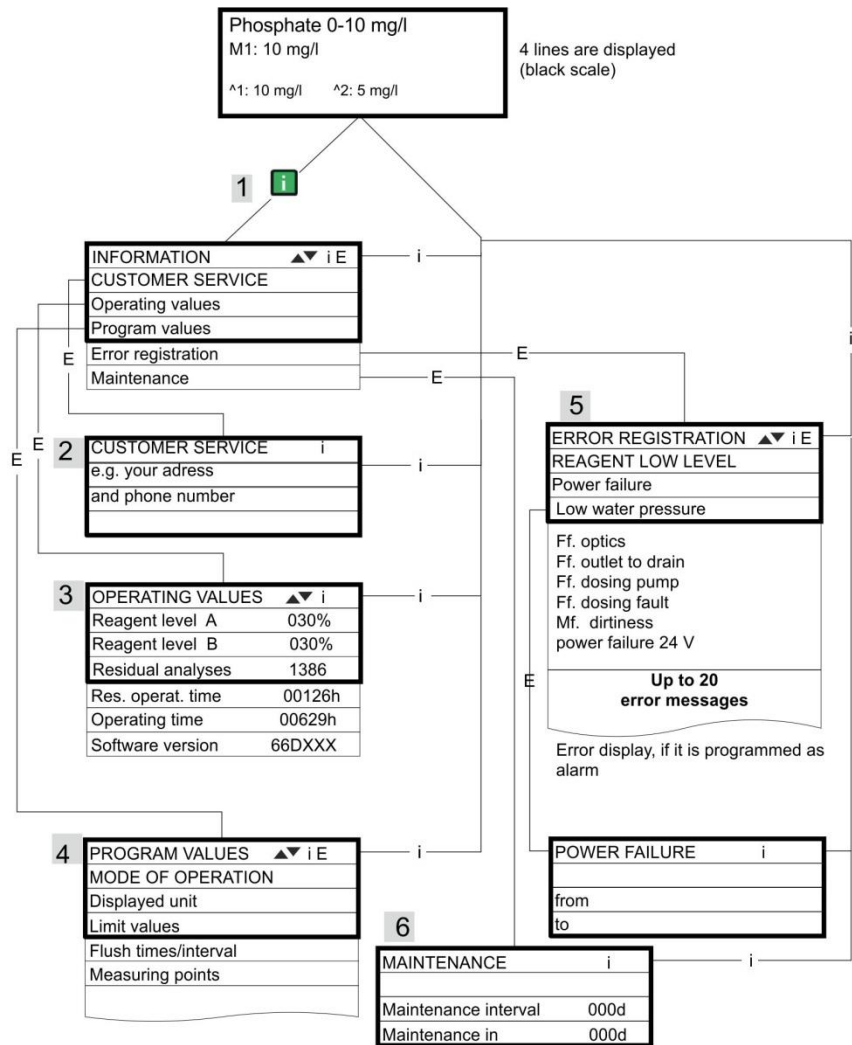 Phosphate 0-10 mg/l
M1: 10 mg/l
^1: 10 mg/l ^2: 5 mg/l
4 lines are displayed
(black scale)
1
i
INFORMATION ▲▼ i E
CUSTOMER SERVICE
Operating values
Program values
Error registration
Maintenance
i
i
E
E
E
E
E
2
CUSTOMER SERVICE i
e.g. your adress
and phone number
i
3
OPERATING VALUES ▲▼ i
Reagent level A 030%
Reagent level B 030%
Residual analyses 1386
Res. operat. time 00126h
Operating time 00629h
Software version 66DXXX
i
4
PROGRAM VALUES ▲▼ i E
MODE OF OPERATION
Displayed unit
Limit values
Flush times/interval
Measuring points
i
5
ERROR REGISTRATION ▲▼ i E
REAGENT LOW LEVEL
Power failure
Low water pressure
Ff. optics
Ff. outlet to drain
Ff. dosing pump
Ff. dosing fault
Mf. dirtiness
power failure 24 V
Up to 20
error messages
E
Error display, if it is programmed as
alarm
POWER FAILURE i
from
to
6
MAINTENANCE i
Maintenance interval 000d
Maintenance in 000d
i